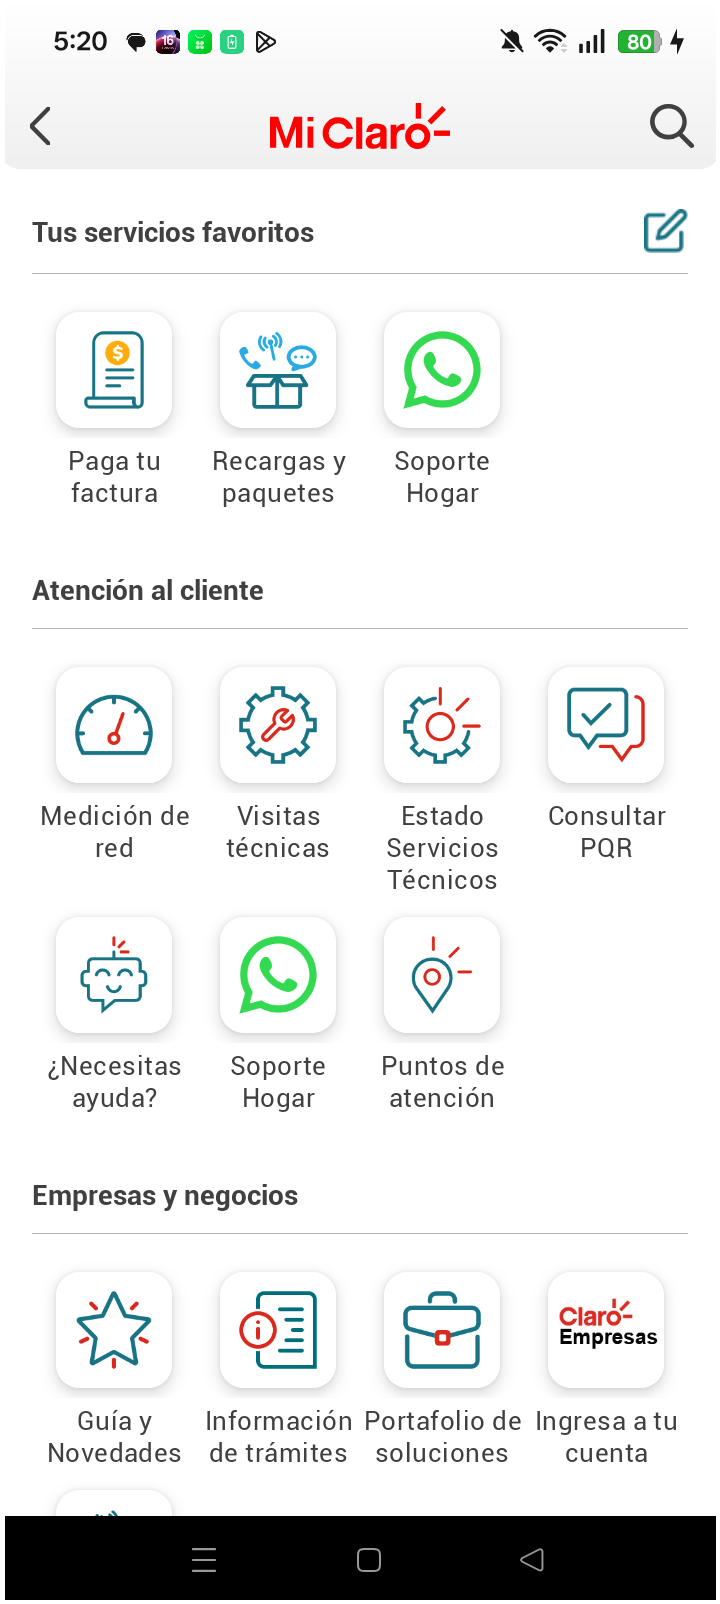 5:20
16
80
Mi Claro
Tus servicios favoritos
$
Paga tu
factura
Recargas y
paquetes
Soporte
Hogar
Atención al cliente
Medición de
red
Visitas
técnicas
Estado
Servicios
Técnicos
Consultar
PQR
¿Necesitas
ayuda?
Soporte
Hogar
Puntos de
atención
Empresas y negocios
Guía y
Novedades
i
Información
de trámites
Portafolio de
soluciones
Claro
Empresas
Ingresa a tu
cuenta